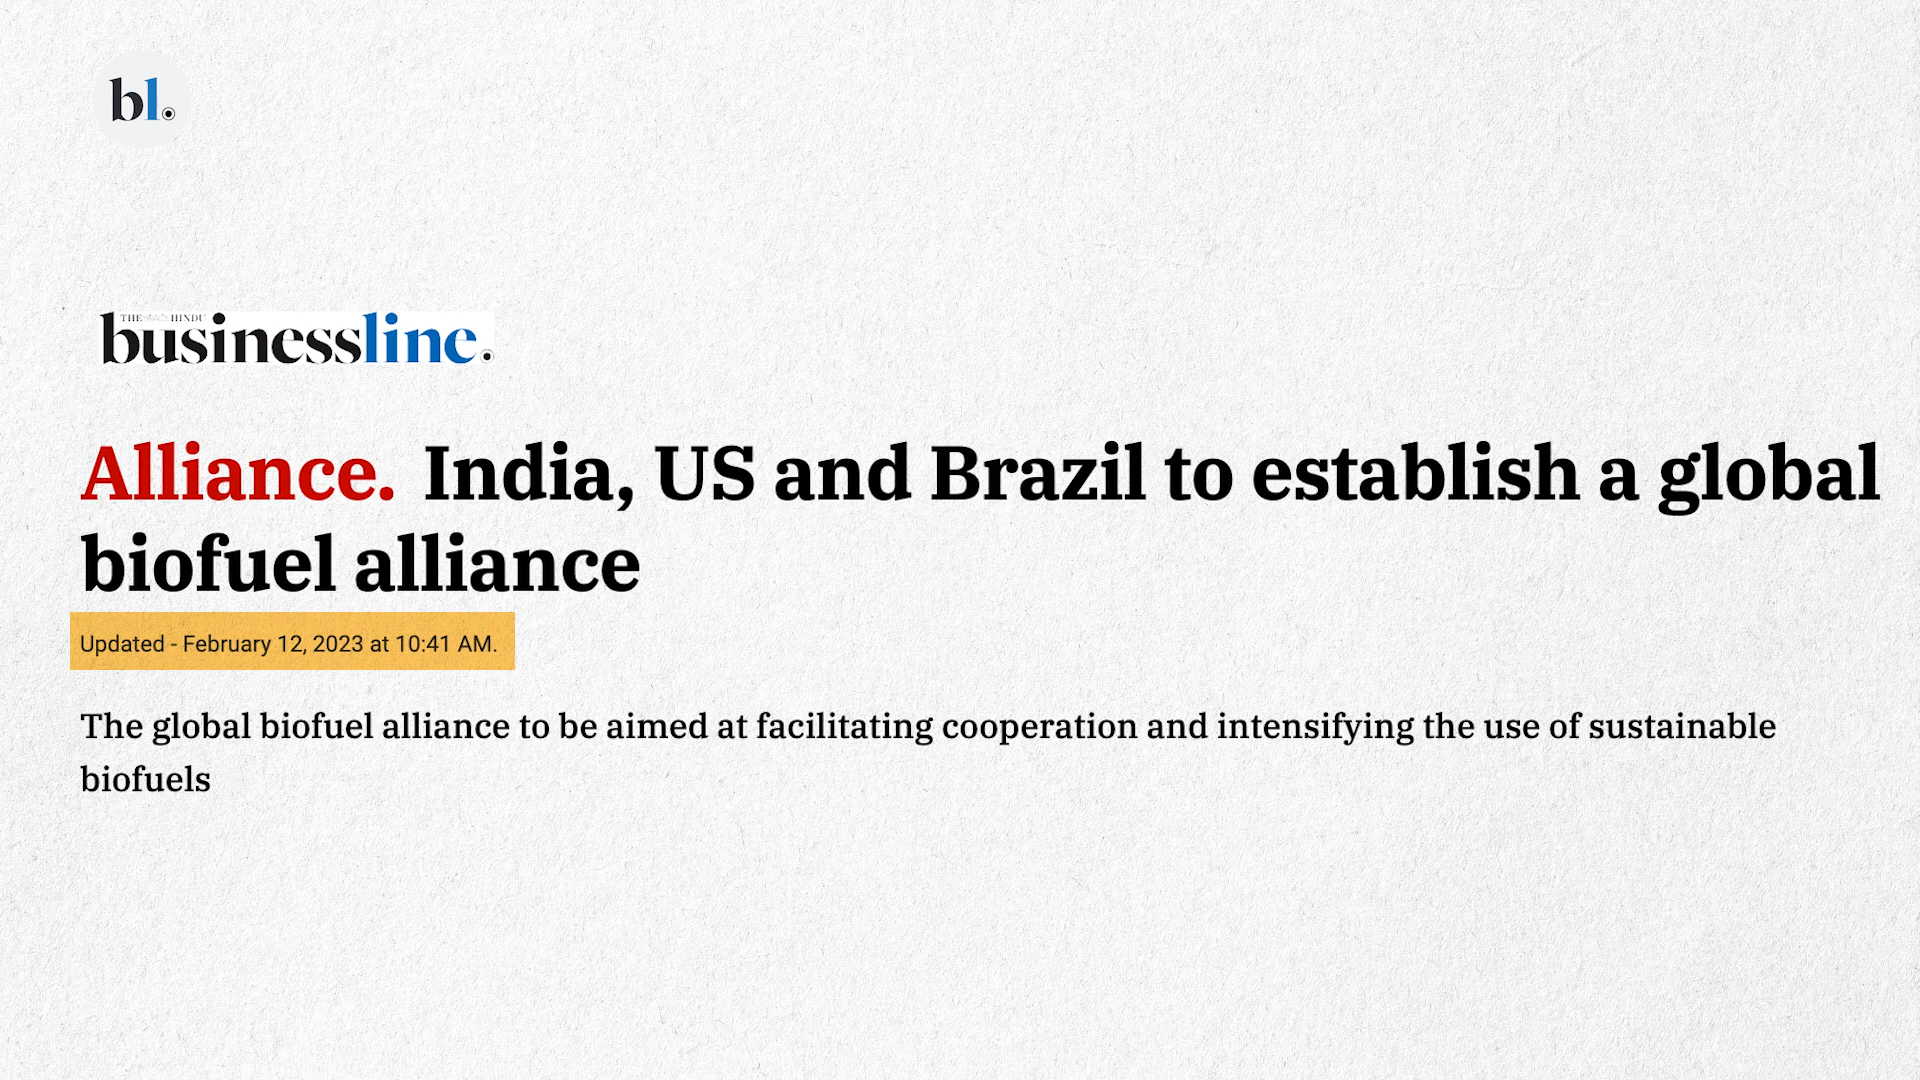 bl.
THE HINDU
businessline.
Alliance. India, US and Brazil to establish a global
biofuel alliance
Updated - February 12, 2023 at 10:41 AM.
The global biofuel alliance to be aimed at facilitating cooperation and intensifying the use of sustainable
biofuels